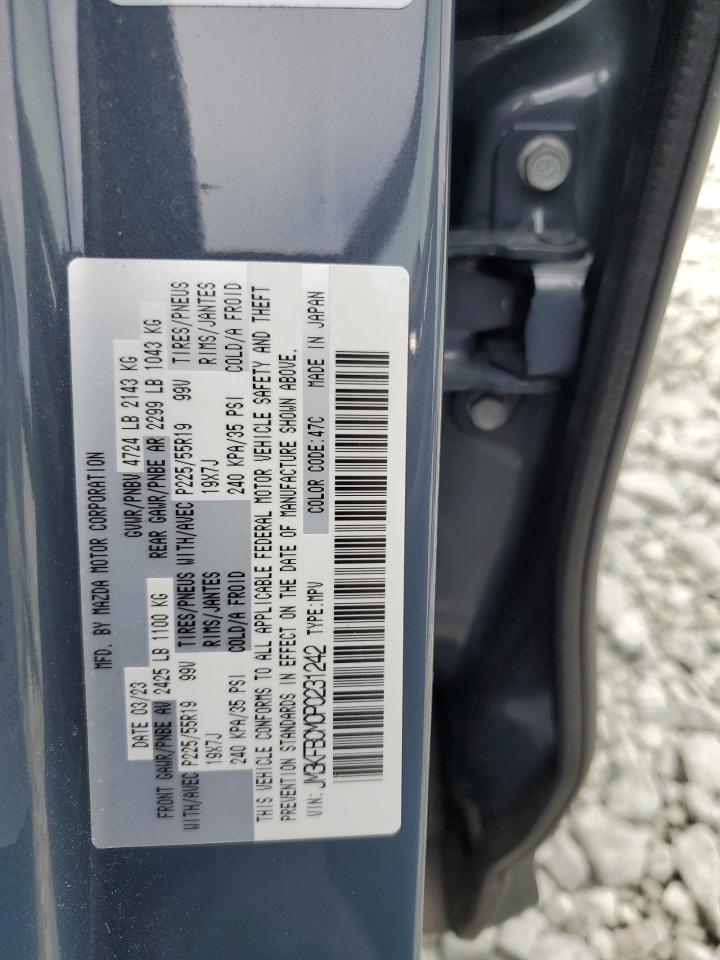 MFD. BY MAZDA MOTOR CORPORATION
DATE 03/23 GVWR/PNBV 4724 LB 2143 KG
FRONT GAWR/PNBE AV 2425 LB 1100 KG REAR GAWR/PNBE AR 2299 LB 1043 KG
WITH/AVEC P225/55R19 99V TIRES/PNEUS WITH/AVEC P225/55R19 99V TIRES/PNEUS
19X7J RIMS/JANTES 19X7J RIMS/JANTES
240 KPA/35 PSI COLD/A FROID 240 KPA/35 PSI COLD/A FROID
THIS VEHICLE CONFORMS TO ALL APPLICABLE FEDERAL MOTOR VEHICLE SAFETY AND THEFT
PREVENTION STANDARDS IN EFFECT ON THE DATE OF MANUFACTURE SHOWN ABOVE.
VIN: JM3KFBCM0P0231242 TYPE: MPV COLOR CODE: 47C MADE IN JAPAN